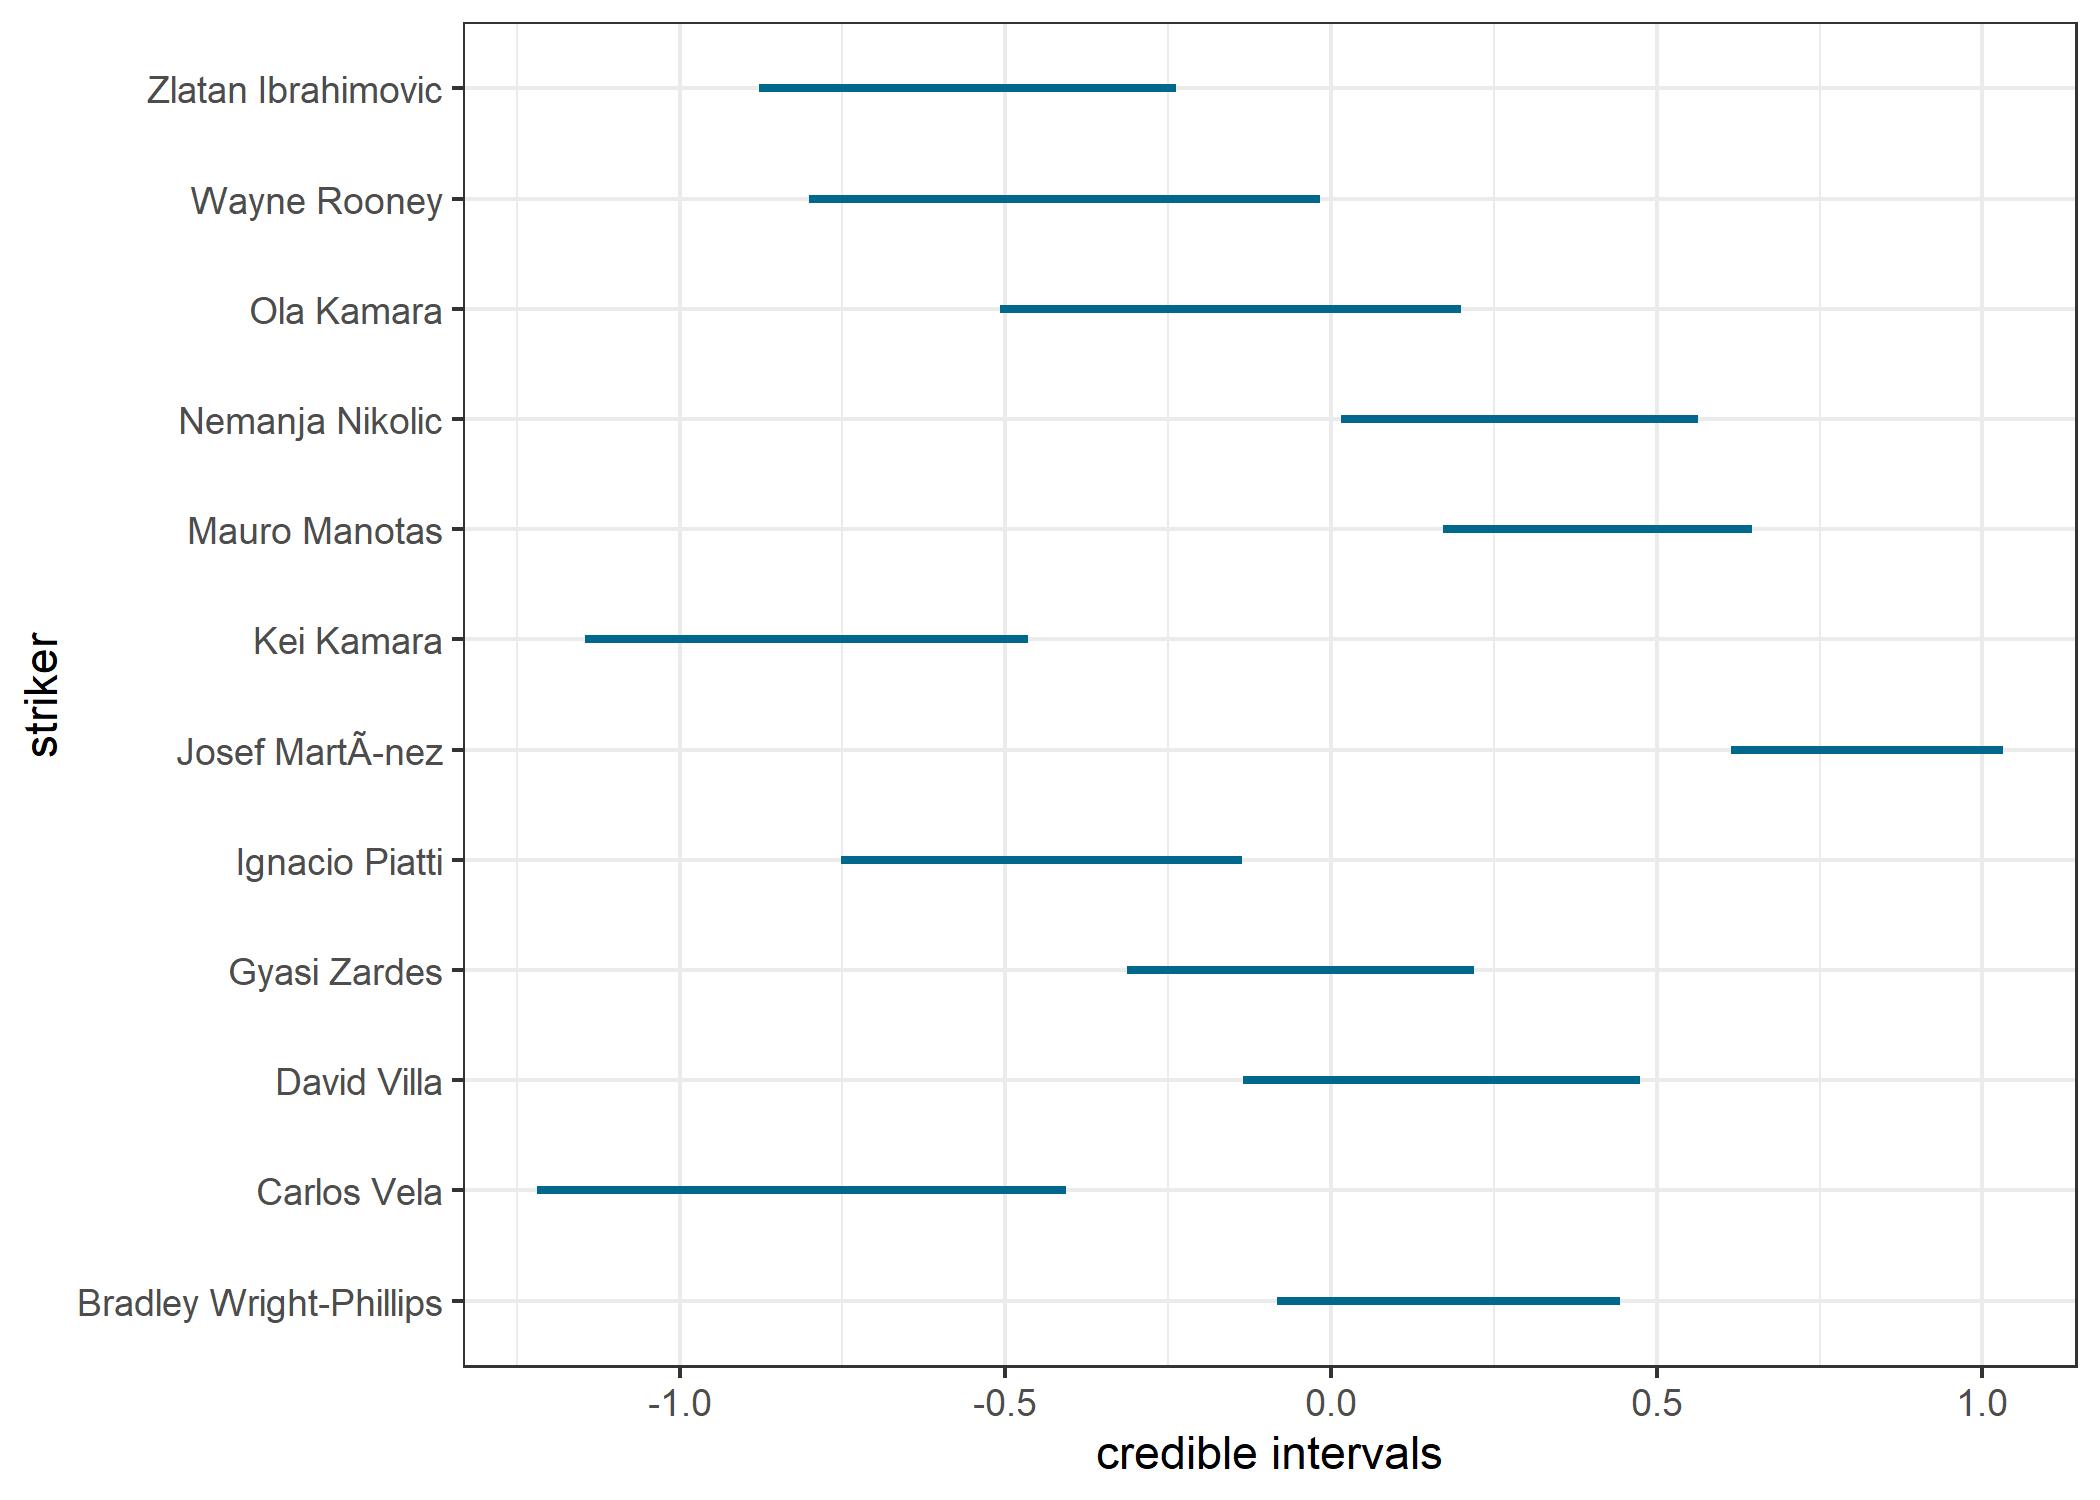 Zlatan Ibrahimovic
Wayne Rooney
Ola Kamara
Nemanja Nikolic
Mauro Manotas
Kei Kamara
Josef MartÃ-nez
Ignacio Piatti
Gyasi Zardes
David Villa
Carlos Vela
Bradley Wright-Phillips
striker
-1.0 -0.5 0.0 0.5 1.0
credible intervals